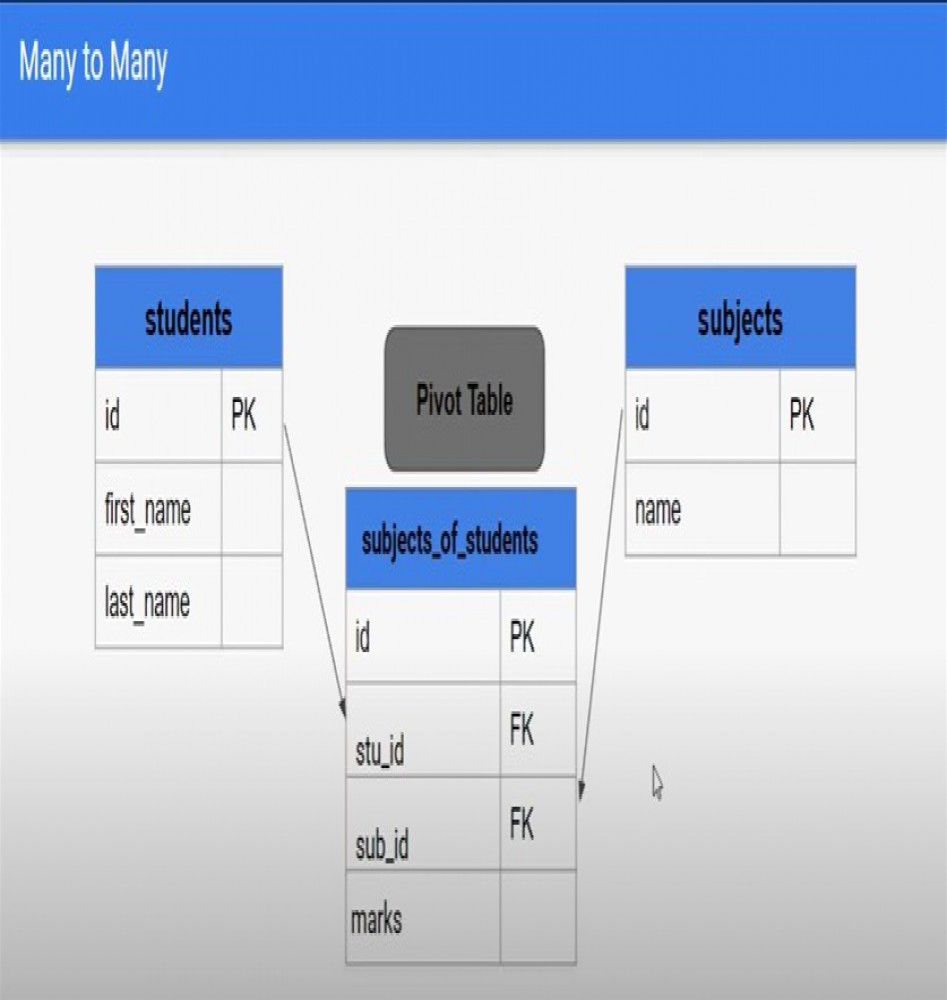 Many to Many
students
id PK
first_name
last_name
Pivot Table
subjects_of_students
id PK
stu_id FK
sub_id FK
marks
subjects
id PK
name